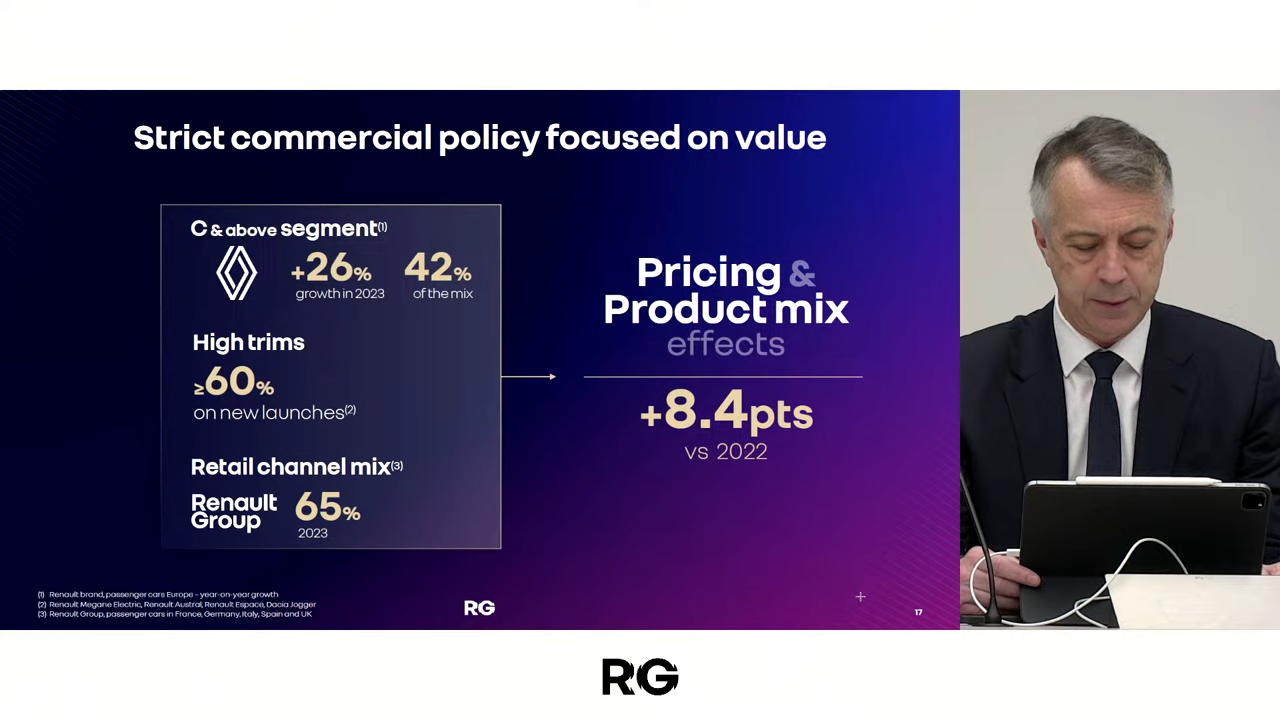 Strict commercial policy focused on value
C & above segment(1)
+26%
growth in 2023
42%
of the mix
High trims
≥60%
on new launches(2)
Retail channel mix(3)
Renault
Group
65%
2023
Pricing &
Product mix
effects
+8.4pts
vs 2022
(1) Renault brand, passenger cars Europe – year-on-year growth
(2) Renault Megane Electric, Renault Austral, Renault Espace, Dacia Jogger
(3) Renault Group, passenger cars in France, Germany, Italy, Spain and UK
RG
17
RG